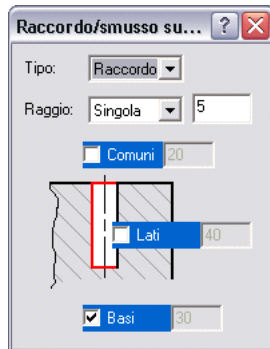 Raccordo/smusso su...
Tipo: Raccordo
Raggio: Singola 5
Comuni 20
Lati 40
Basi 30